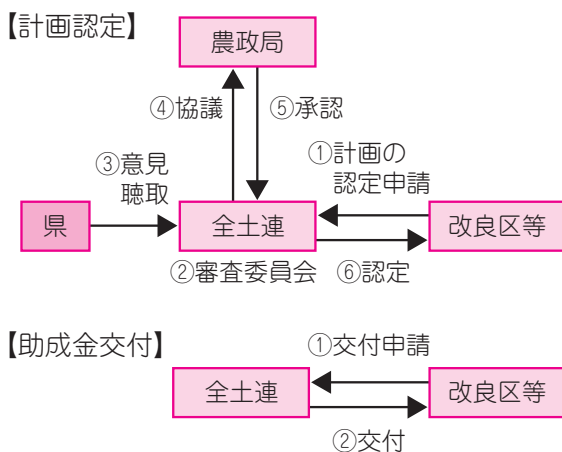 【計画認定】
農政局
④協議
⑤承認
③意見
聴取
①計画の
認定申請
県
全土連
改良区等
②審査委員会
⑥認定
【助成金交付】
①交付申請
全土連
改良区等
②交付